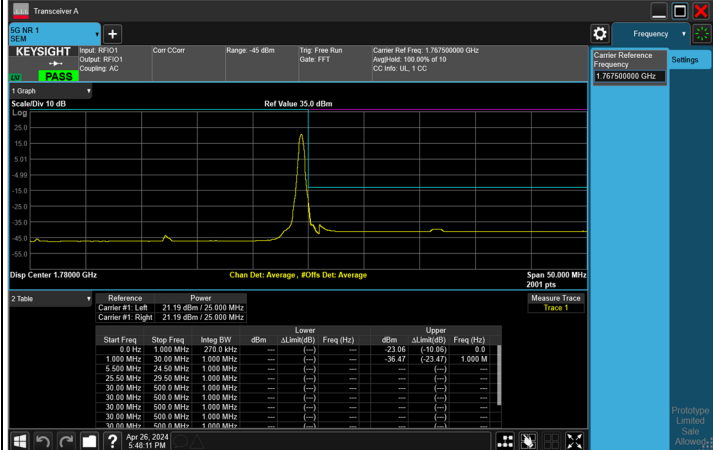 Transceiver A
5G NR 1
SEM
Frequency
KEYSIGHT
Input: RFIO1
Output: RFIO1
Coupling: AC
Corr CCorr
Range: -45 dBm
Trig: Free Run
Gate: FFT
Carrier Ref Freq: 1.767500000 GHz
Avg|Hold: 100.00% of 10
CC Info: UL, 1 CC
LU
PASS
Carrier Reference
Frequency
1.767500000 GHz
Settings
1 Graph
Scale/Div 10 dB
Ref Value 35.0 dBm
Log
25.0
15.0
5.01
-4.99
-15.0
-25.0
-35.0
-45.0
-55.0
Disp Center 1.78000 GHz
Chan Det: Average , #Offs Det: Average
Span 50.000 MHz
2001 pts
2 Table
Reference Power
Carrier #1: Left 21.19 dBm / 25.000 MHz
Carrier #1: Right 21.19 dBm / 25.000 MHz
Measure Trace
Trace 1
Lower Upper
Start Freq Stop Freq Integ BW dBm ΔLimit(dB) Freq (Hz) dBm ΔLimit(dB) Freq (Hz)
0.0 Hz 1.000 MHz 270.0 kHz --- (---) --- -23.06 (-10.06) 0.0
1.000 MHz 30.00 MHz 1.000 MHz --- (---) --- -36.47 (-23.47) 1.000 M
5.500 MHz 24.50 MHz 1.000 MHz --- (---) --- --- (---) ---
25.50 MHz 29.50 MHz 1.000 MHz --- (---) --- --- (---) ---
30.00 MHz 500.0 MHz 1.000 MHz --- (---) --- --- (---) ---
30.00 MHz 500.0 MHz 1.000 MHz --- (---) --- --- (---) ---
30.00 MHz 500.0 MHz 1.000 MHz --- (---) --- --- (---) ---
30.00 MHz 500.0 MHz 1.000 MHz --- (---) --- --- (---) ---
30.00 MHz 500.0 MHz 1.000 MHz --- (---) --- --- (---) ---
Apr 26, 2024
5:48:11 PM
Prototype
Limited
Sale
Allowed